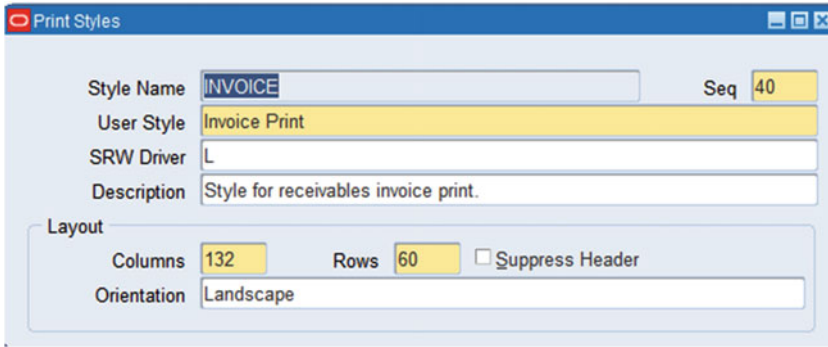 Print Styles
Style Name INVOICE Seq 40
User Style Invoice Print
SRW Driver L
Description Style for receivables invoice print.
Layout
Columns 132 Rows 60 Suppress Header
Orientation Landscape